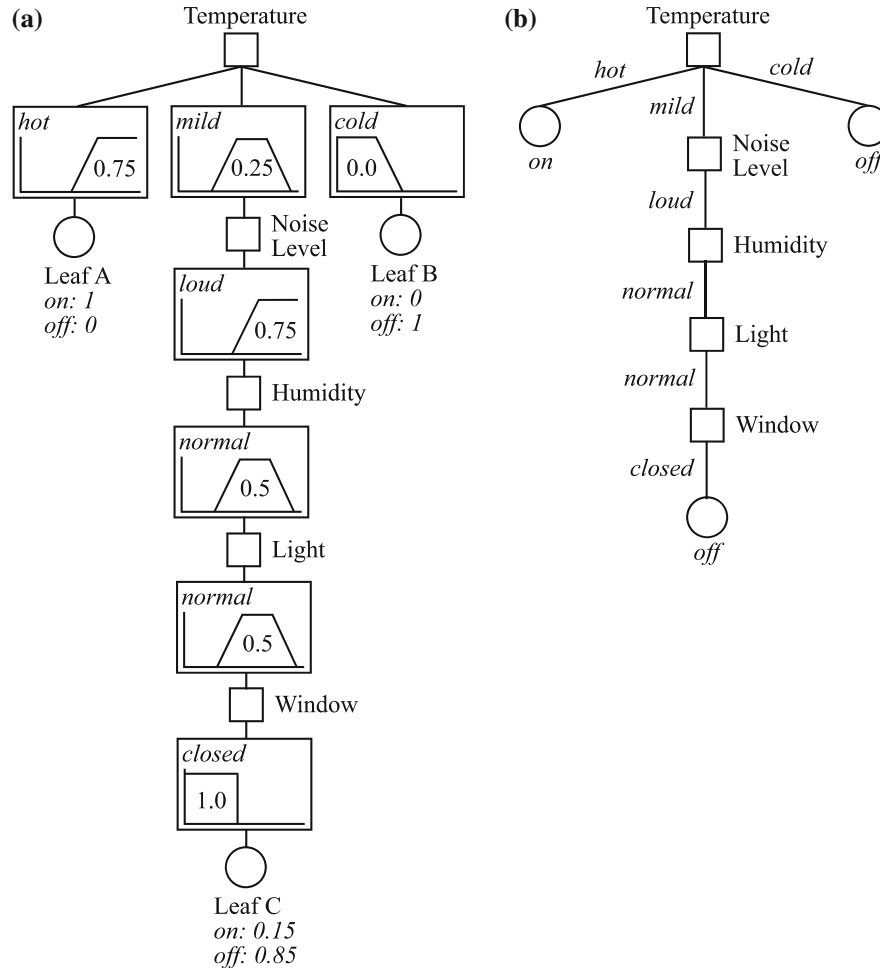 (a)
Temperature
hot
0.75
mild
0.25
cold
0.0
Leaf A
on: 1
off: 0
Noise
Level
Leaf B
on: 0
off: 1
loud
0.75
Humidity
normal
0.5
Light
normal
0.5
Window
closed
1.0
Leaf C
on: 0.15
off: 0.85
(b)
Temperature
hot
cold
mild
on
Noise
Level
off
loud
Humidity
normal
Light
normal
Window
closed
off